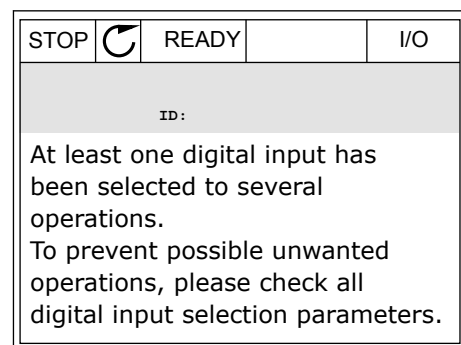 STOP READY I/O
ID:
At least one digital input has
been selected to several
operations.
To prevent possible unwanted
operations, please check all
digital input selection parameters.